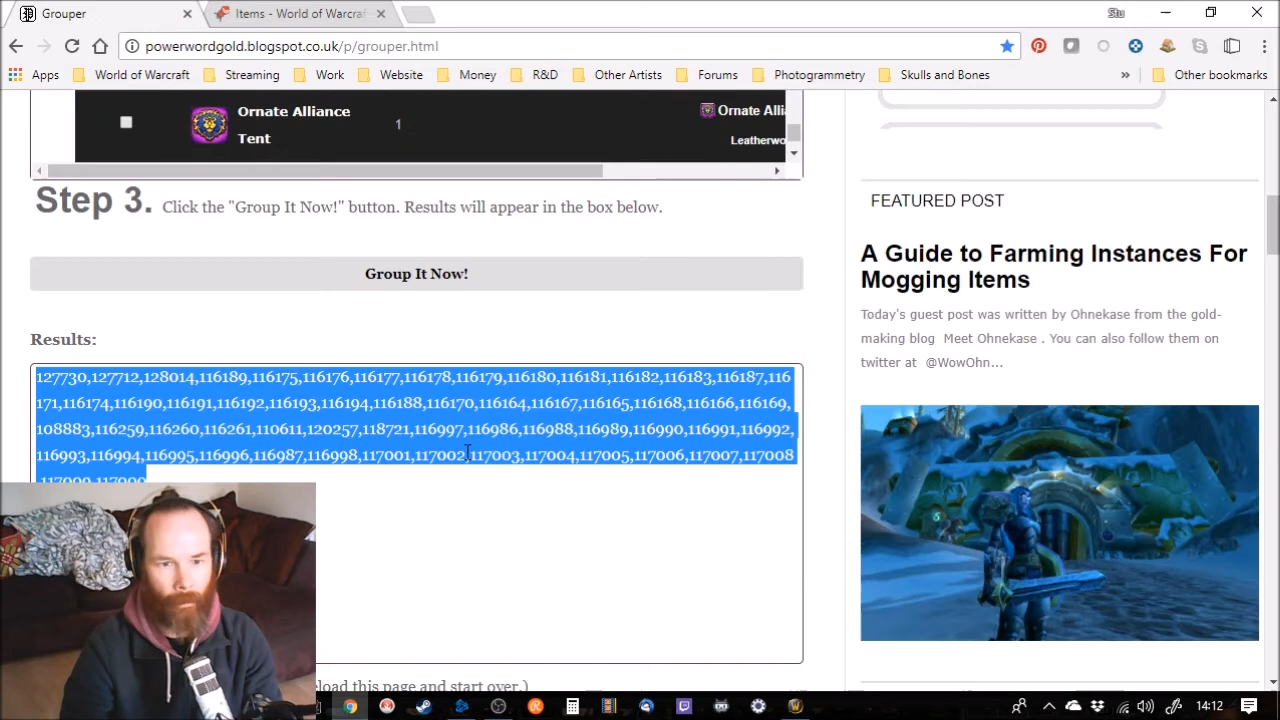 Grouper
Items - World of Warcraf
Stu
powerwordgold.blogspot.co.uk/p/grouper.html
Apps
World of Warcraft
Streaming
Work
Website
Money
R&D
Other Artists
Forums
Photogrammetry
Skulls and Bones
»
Other bookmarks
Ornate Alliance
Tent
1
Ornate Alli
Leatherwo
Step 3. Click the "Group It Now!" button. Results will appear in the box below.
Group It Now!
Results:
127730,127712,128014,116189,116175,116176,116177,116178,116179,116180,116181,116182,116183,116187,116
171,116174,116190,116191,116192,116193,116194,116188,116170,116164,116167,116165,116168,116166,116169,
108883,116259,116260,116261,110611,120257,118721,116997,116986,116988,116989,116990,116991,116992,
116993,116994,116995,116996,116987,116998,117001,117002,117003,117004,117005,117006,117007,117008
load this page and start over.)
FEATURED POST
A Guide to Farming Instances For
Mogging Items
Today's guest post was written by Ohnekase from the gold-
making blog Meet Ohnekase . You can also follow them on
twitter at @WowOhn...
14:12